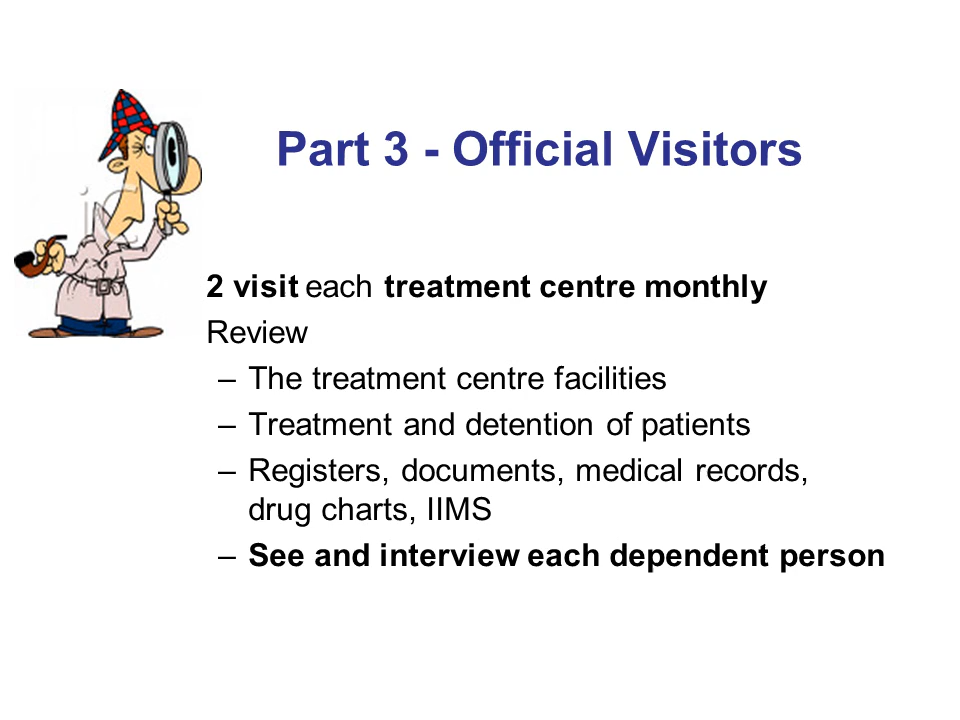 Part 3 - Official Visitors
2 visit each treatment centre monthly
Review
– The treatment centre facilities
– Treatment and detention of patients
– Registers, documents, medical records,
drug charts, IIMS
– See and interview each dependent person